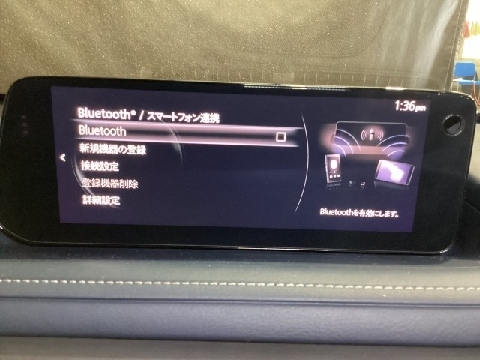 1:36pm
Bluetooth® / スマートフォン連携
Bluetooth
新規機器の登録
接続設定
登録機器削除
詳細設定
Bluetoothを有効にします。